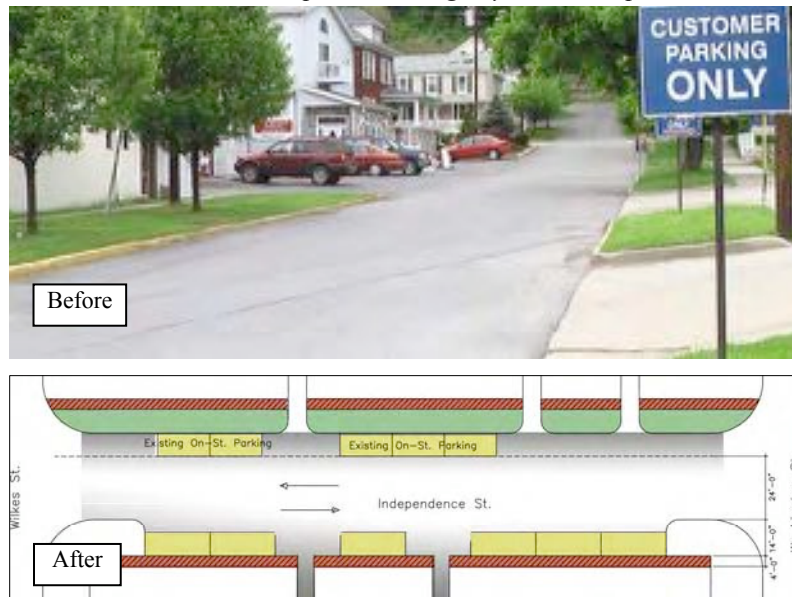 CUSTOMER
PARKING
ONLY
Before
Existing On-St. Parking
Existing On-St. Parking
Wilkes St.
Independence St.
24'-0"
14'-0"
4'-0"
After